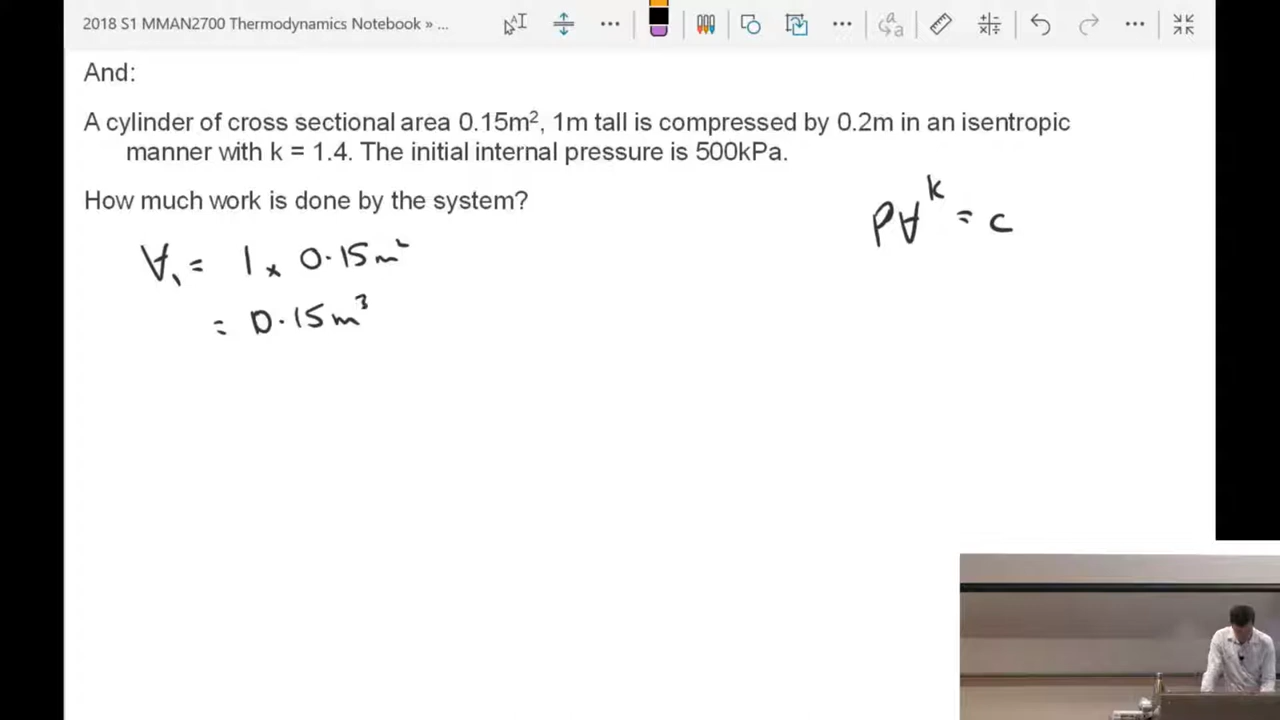 2018 S1 MMAN2700 Thermodynamics Notebook » ...
And:
A cylinder of cross sectional area 0.15m², 1m tall is compressed by 0.2m in an isentropic
manner with k = 1.4. The initial internal pressure is 500kPa.
How much work is done by the system?
P∀ᵏ = c
∀₁ = 1 × 0.15m²
= 0.15m³